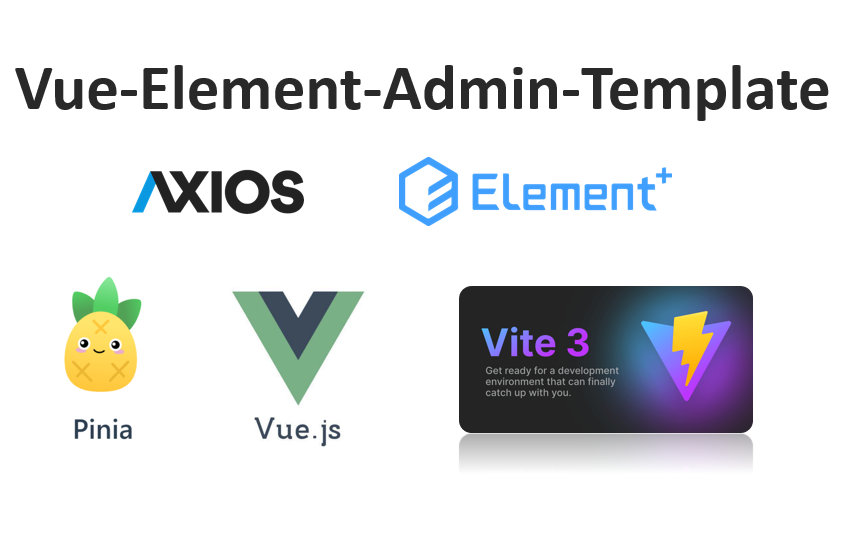 Vue-Element-Admin-Template
AXIOS
Element+
Vite 3
Get ready for a development
environment that can finally
catch up with you.
Pinia
Vue.js